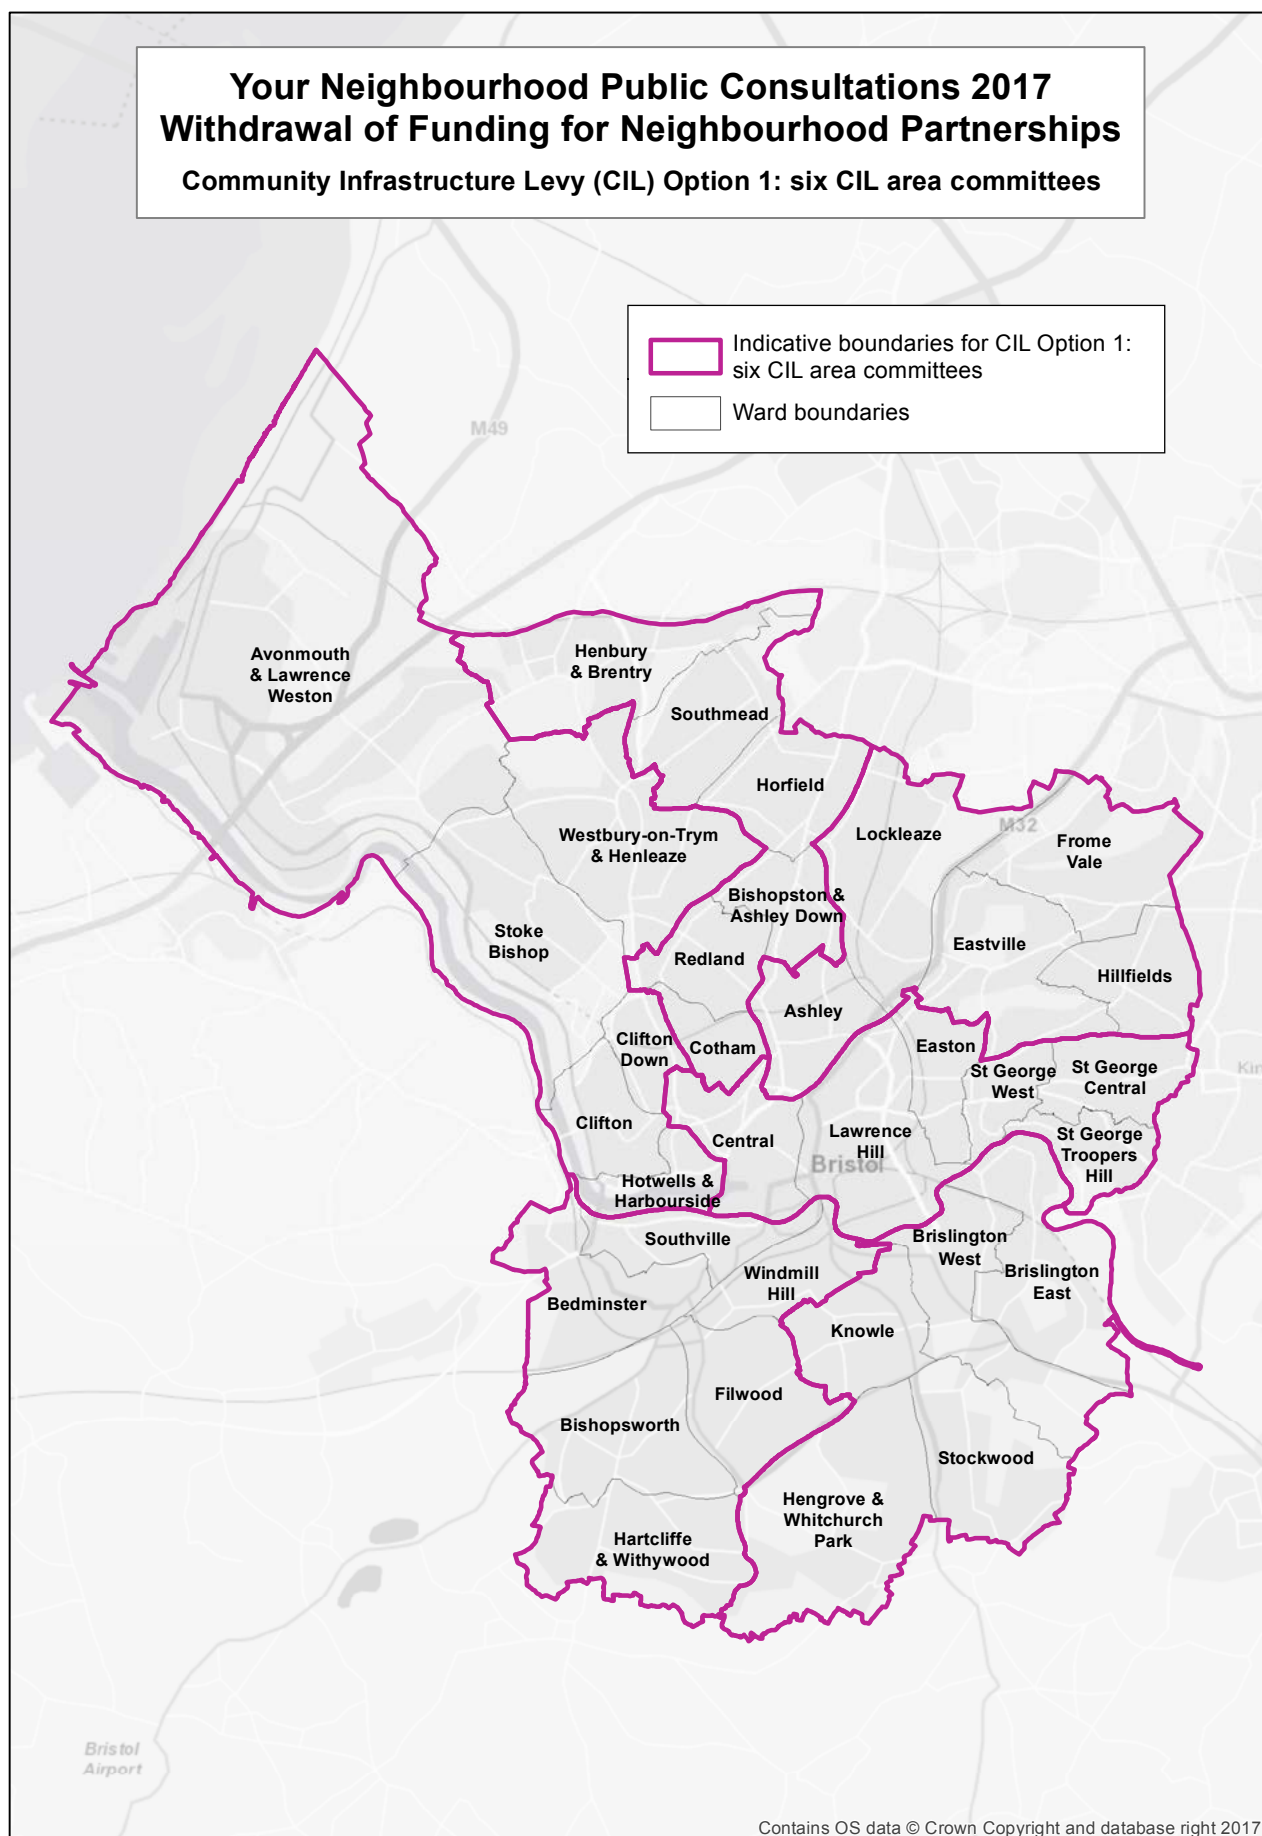 Your Neighbourhood Public Consultations 2017
Withdrawal of Funding for Neighbourhood Partnerships
Community Infrastructure Levy (CIL) Option 1: six CIL area committees
Indicative boundaries for CIL Option 1:
six CIL area committees
Ward boundaries
M49
Avonmouth
& Lawrence
Weston
Henbury
& Brentry
Southmead
Horfield
Westbury-on-Trym
& Henleaze
Lockleaze
M32
Frome
Vale
Bishopston &
Ashley Down
Stoke
Bishop
Redland
Eastville
Hillfields
Ashley
Clifton
Down
Cotham
Easton
St George
West
St George
Central
Kin
Clifton
Central
Lawrence
Hill
Bristol
St George
Troopers
Hill
Hotwells &
Harbourside
Southville
Windmill
Hill
Brislington
West
Brislington
East
Bedminster
Knowle
Filwood
Bishopsworth
Stockwood
Hengrove &
Whitchurch
Park
Hartcliffe
& Withywood
Bristol
Airport
Contains OS data © Crown Copyright and database right 2017